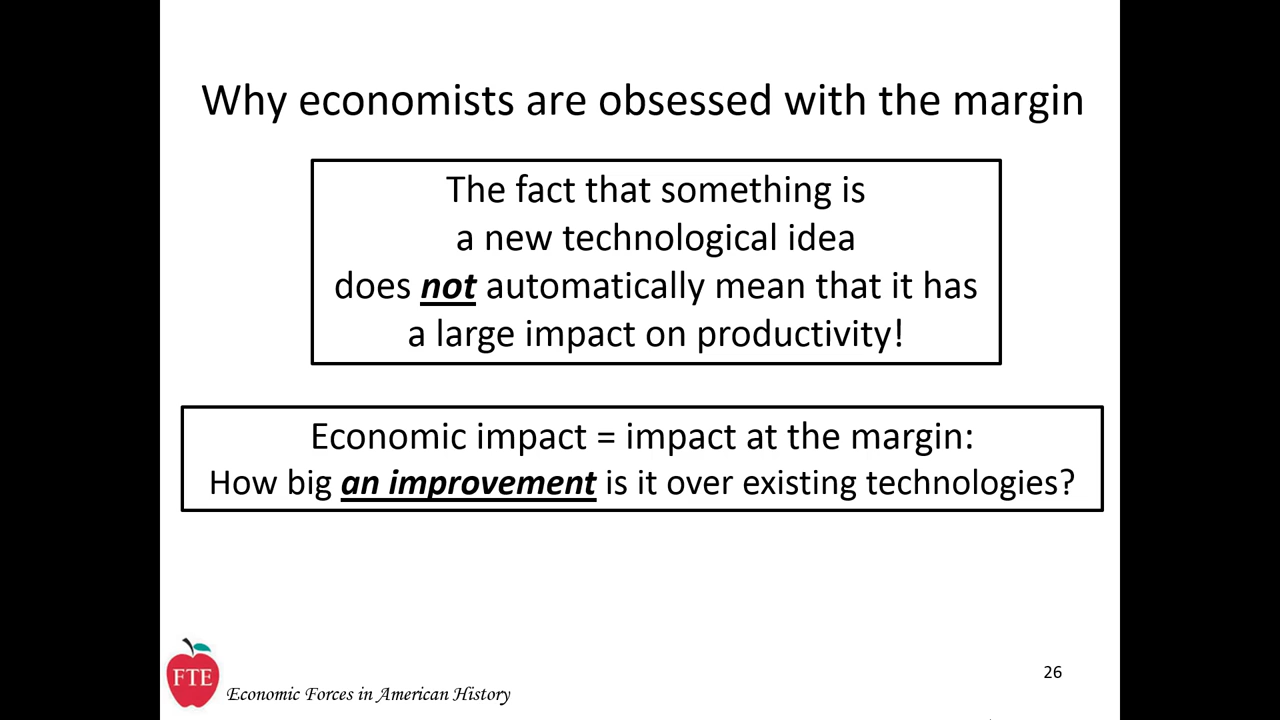 Why economists are obsessed with the margin
The fact that something is
a new technological idea
does not automatically mean that it has
a large impact on productivity!
Economic impact = impact at the margin:
How big an improvement is it over existing technologies?
FTE
Economic Forces in American History
26